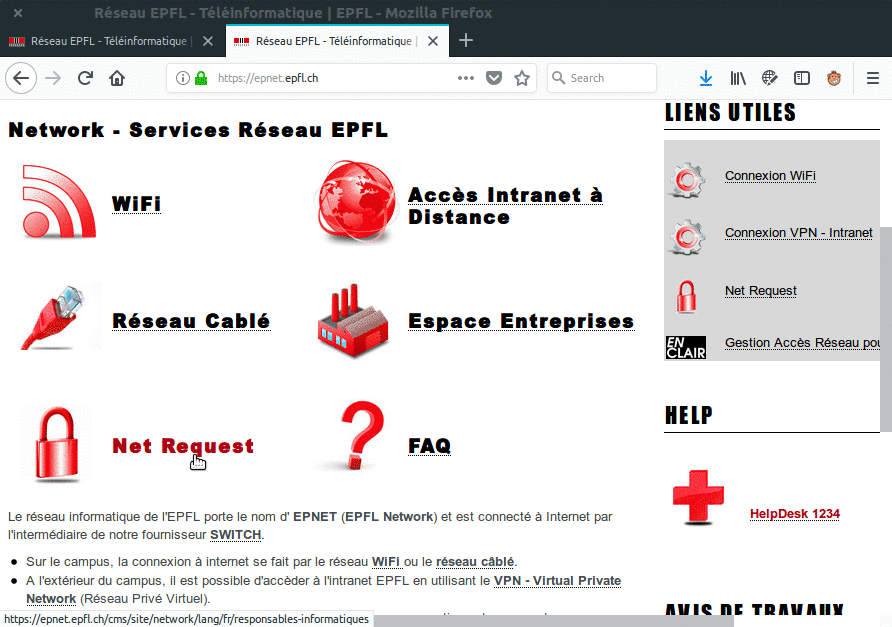 Réseau EPFL - Téléinformatique | EPFL - Mozilla Firefox
Réseau EPFL - Téléinformatique |
Réseau EPFL - Téléinformatique |
https://epnet.epfl.ch
Search
Network - Services Réseau EPFL
WiFi
Accès Intranet à
Distance
Réseau Cablé
Espace Entreprises
Net Request
FAQ
Le réseau informatique de l'EPFL porte le nom d' EPNET (EPFL Network) et est connecté à Internet par
l'intermédiaire de notre fournisseur SWITCH.
● Sur le campus, la connexion à internet se fait par le réseau WiFi ou le réseau câblé.
● A l'extérieur du campus, il est possible d'accèder à l'intranet EPFL en utilisant le VPN - Virtual Private
Network (Réseau Privé Virtuel).
https://epnet.epfl.ch/cms/site/network/lang/fr/responsables-informatiques
LIENS UTILES
Connexion WiFi
Connexion VPN - Intranet
Net Request
EN
CLAIR
Gestion Accès Réseau pou
HELP
HelpDesk 1234
AVIS DE TRAVAUX